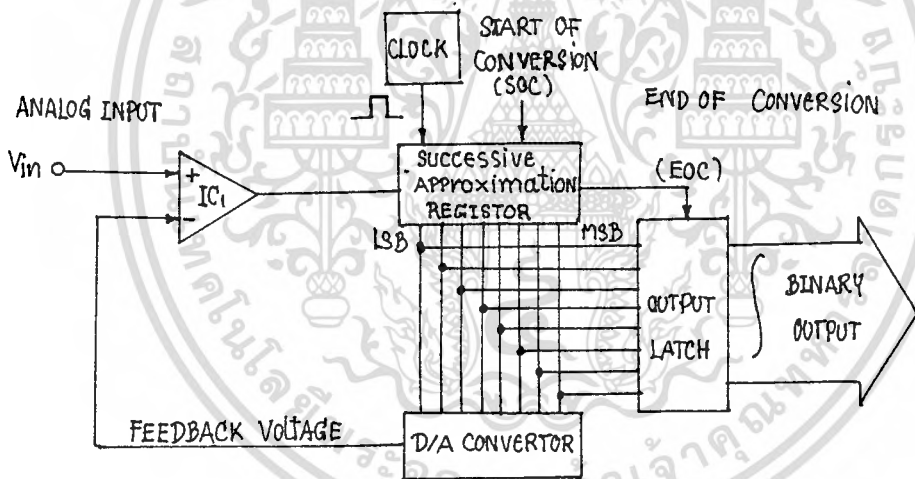 CLOCK
START OF
CONVERSION
(SOC)
END OF CONVERSION
ANALOG INPUT
Vin
+
IC1
-
SUCCESSIVE
APPROXIMATION
REGISTOR
(EOC)
LSB
MSB
OUTPUT
LATCH
BINARY
OUTPUT
FEEDBACK VOLTAGE
D/A CONVERTOR